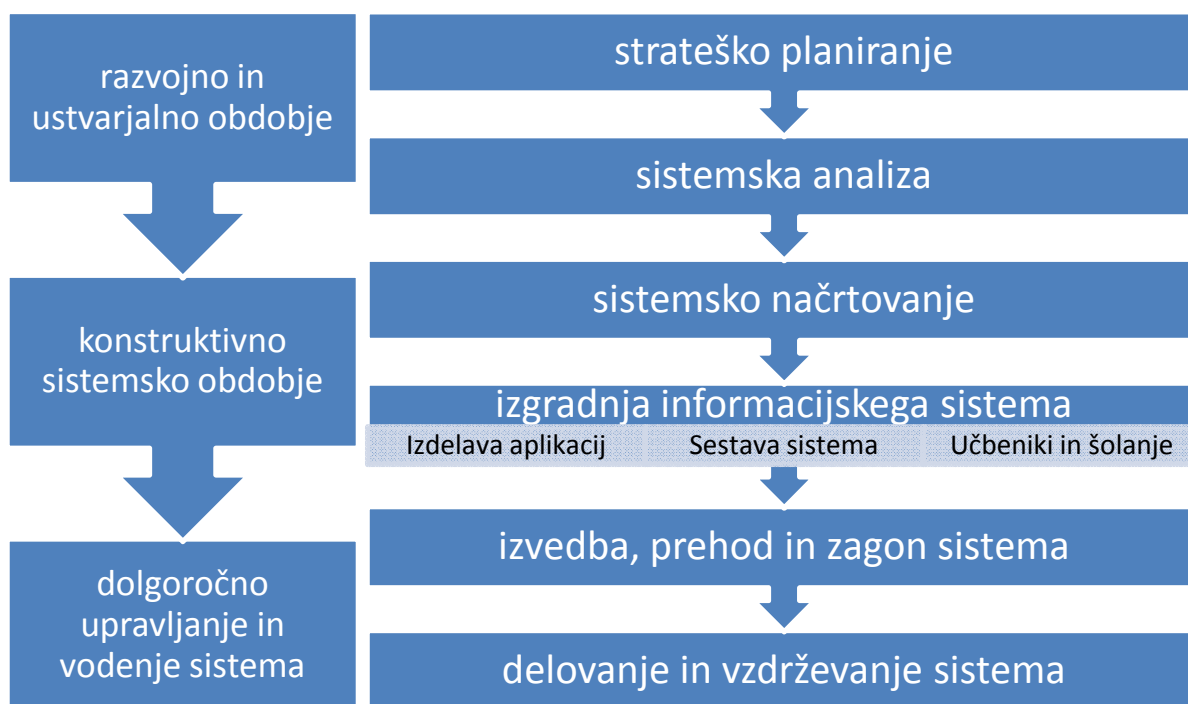 razvojno in
ustvarjalno obdobje
konstruktivno
sistemsko obdobje
dolgoročno
upravljanje in
vodenje sistema
strateško planiranje
sistemska analiza
sistemsko načrtovanje
izgradnja informacijskega sistema
Izdelava aplikacij
Sestava sistema
Učbeniki in šolanje
izvedba, prehod in zagon sistema
delovanje in vzdrževanje sistema